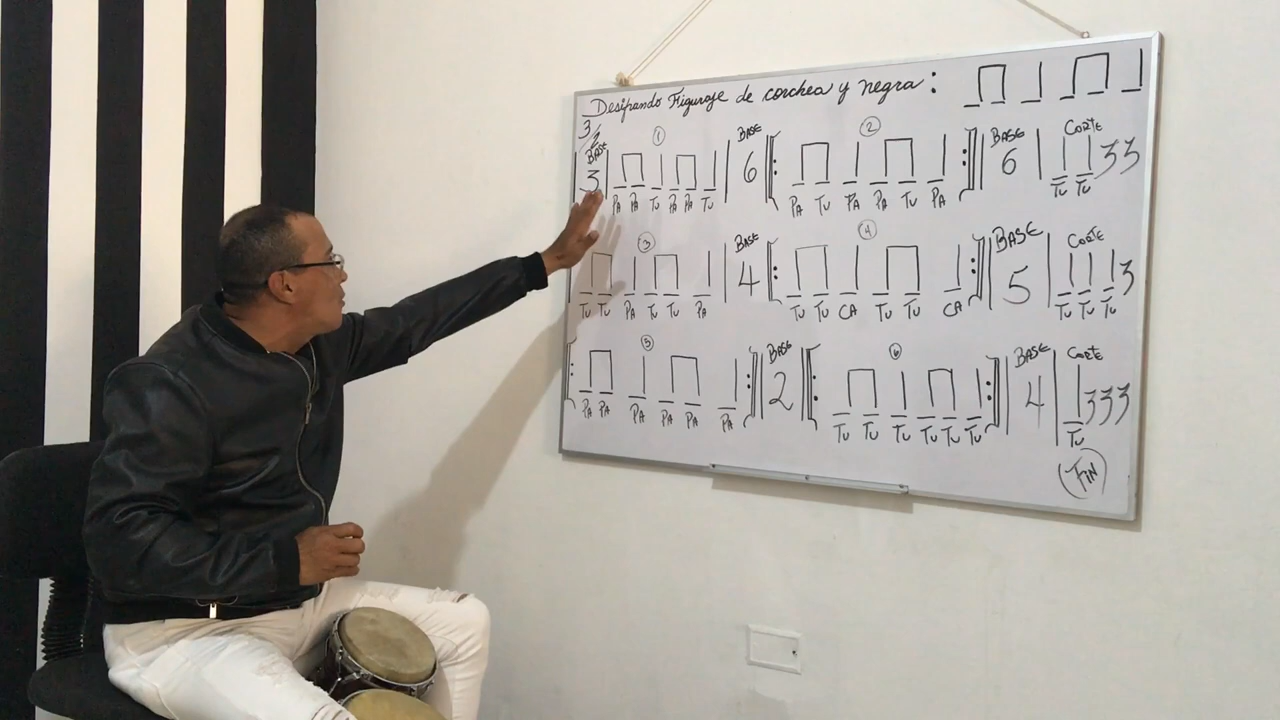 Desifrando Figuraje de corchea y negra:
3/2
BASE 3 ① BASE 6 ② BASE 6 CORTE
PA PA TU PA PA TU PA TU PA PA TU PA TU TU
③ BASE 4 ④ BASE 5 CORTE
TU TU PA TU TU PA TU TU CA TU TU CA TU TU TU
⑤ BASE 2 ⑥ BASE 4 CORTE
PA PA PA PA PA PA TU TU TU TU TU TU TU
FIN